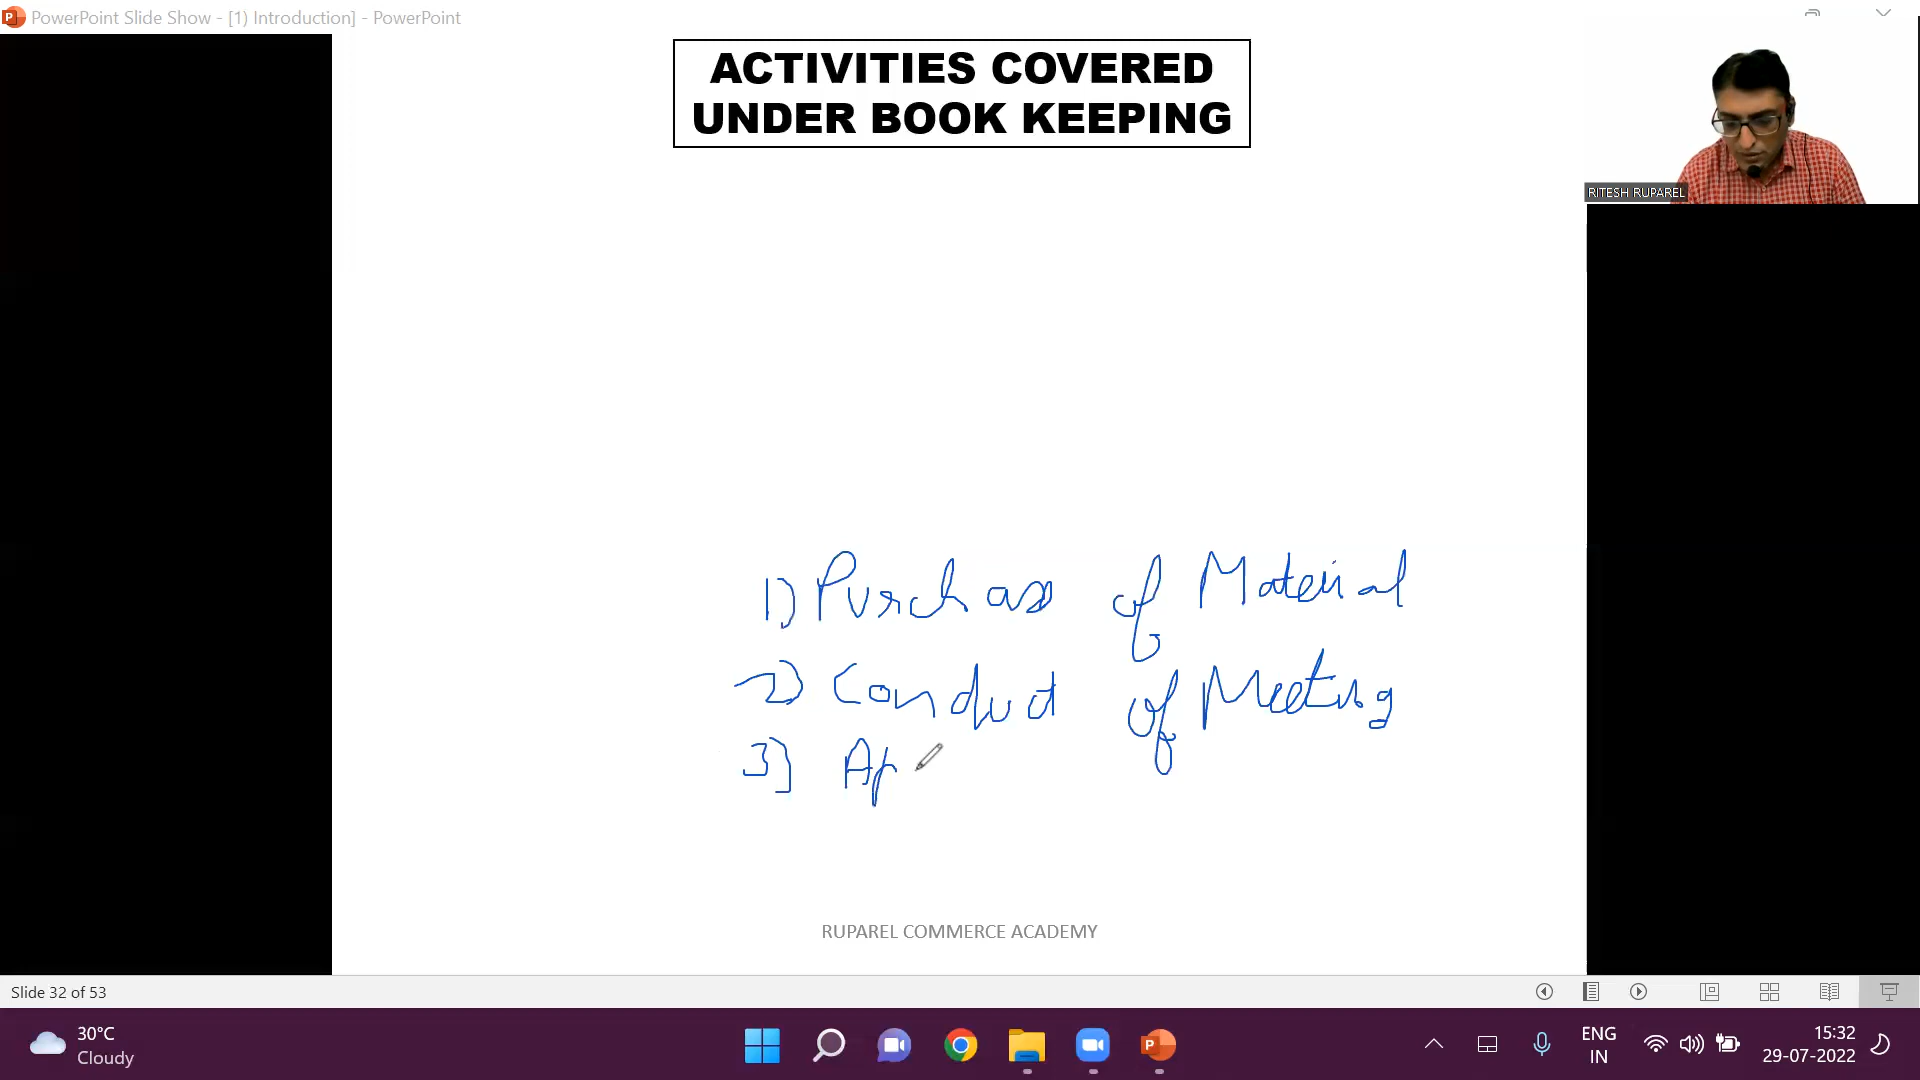 PowerPoint Slide Show - [1) Introduction] - PowerPoint
ACTIVITIES COVERED
UNDER BOOK KEEPING
RITESH RUPAREL
1) Purchase of Material
2) Conduct of Meeting
3) Ap
RUPAREL COMMERCE ACADEMY
Slide 32 of 53
30°C
Cloudy
ENG
IN
15:32
29-07-2022